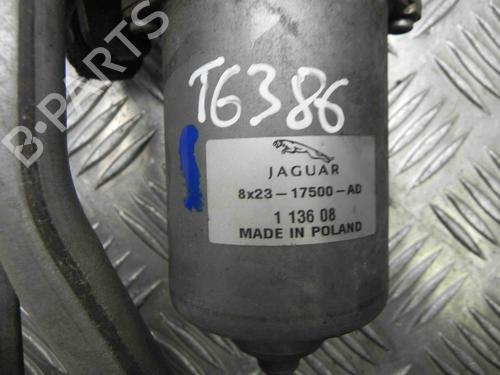 B-PARTS
T6386
JAGUAR
8x23-17500-AD
1 136 08
MADE IN POLAND